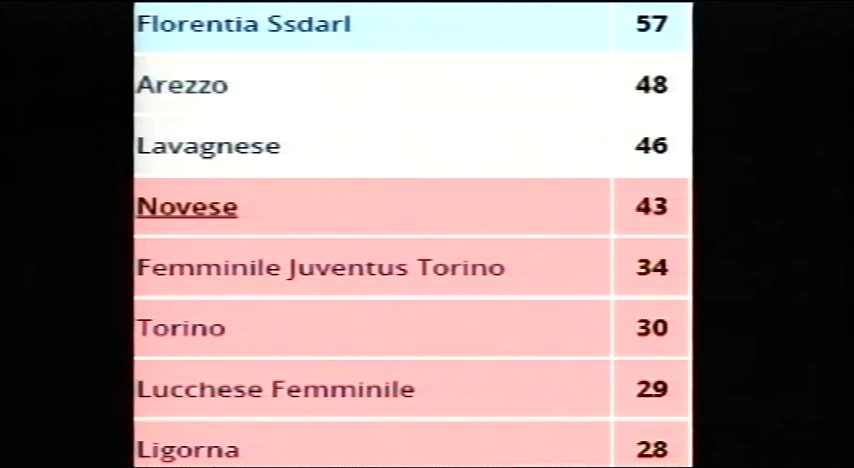 Florentia Ssdarl 57
Arezzo 48
Lavagnese 46
Novese 43
Femminile Juventus Torino 34
Torino 30
Lucchese Femminile 29
Ligorna 28